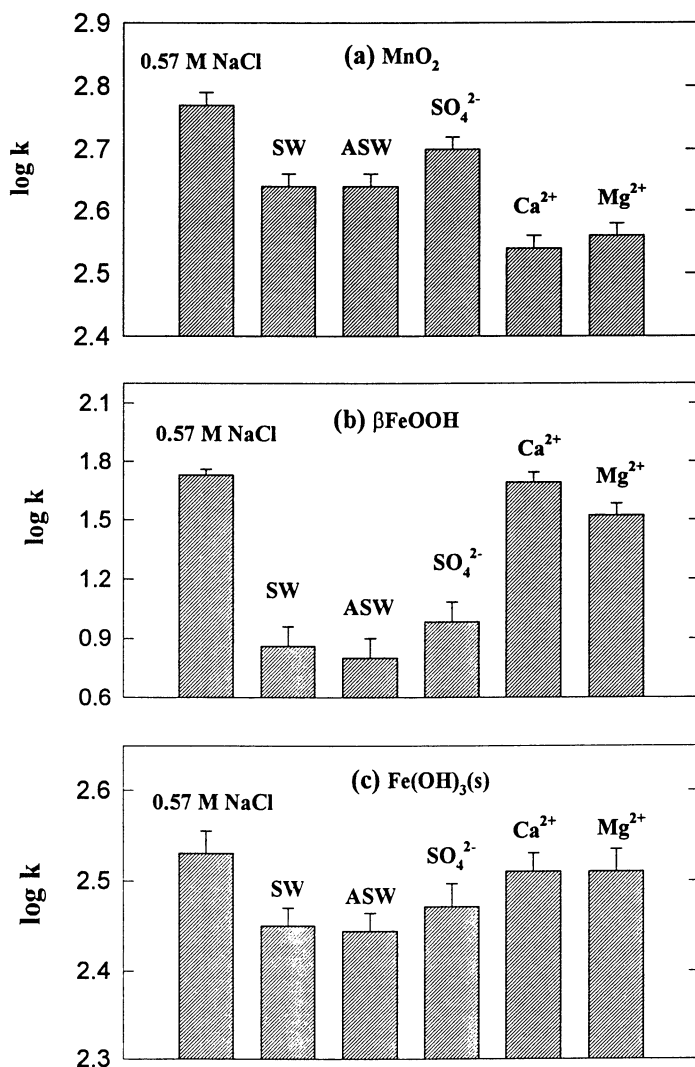 2.9
(a) MnO₂
0.57 M NaCl
2.8
SO₄²⁻
SW
ASW
2.7
log k
Ca²⁺
Mg²⁺
2.6
2.5
2.4
2.1
(b) βFeOOH
0.57 M NaCl
Ca²⁺
Mg²⁺
1.8
log k
1.5
SO₄²⁻
1.2
SW
ASW
0.9
0.6
(c) Fe(OH)₃(s)
2.6
0.57 M NaCl
Ca²⁺
Mg²⁺
SO₄²⁻
SW
ASW
2.5
log k
2.4
2.3